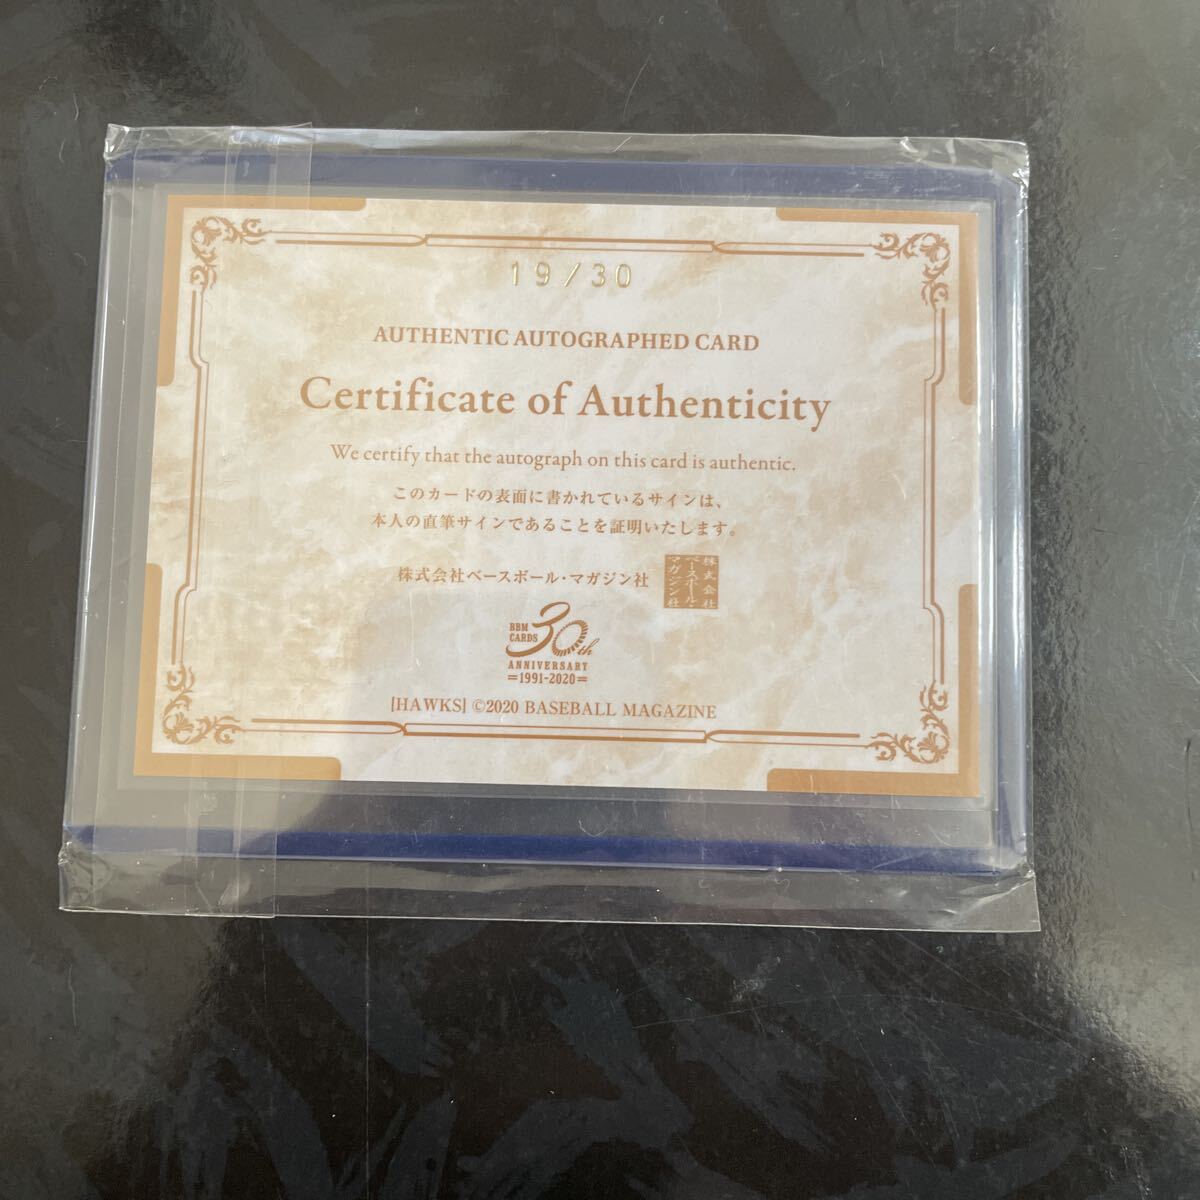 19/30
AUTHENTIC AUTOGRAPHED CARD
Certificate of Authenticity
We certify that the autograph on this card is authentic.
このカードの表面に書かれているサインは、
本人の直筆サインであることを証明いたします。
株式会社ベースボール・マガジン社
株式会社
ベースボール・
マガジン社
BBM
CARDS
30th
ANNIVERSARY
=1991-2020=
[HAWKS] ©2020 BASEBALL MAGAZINE